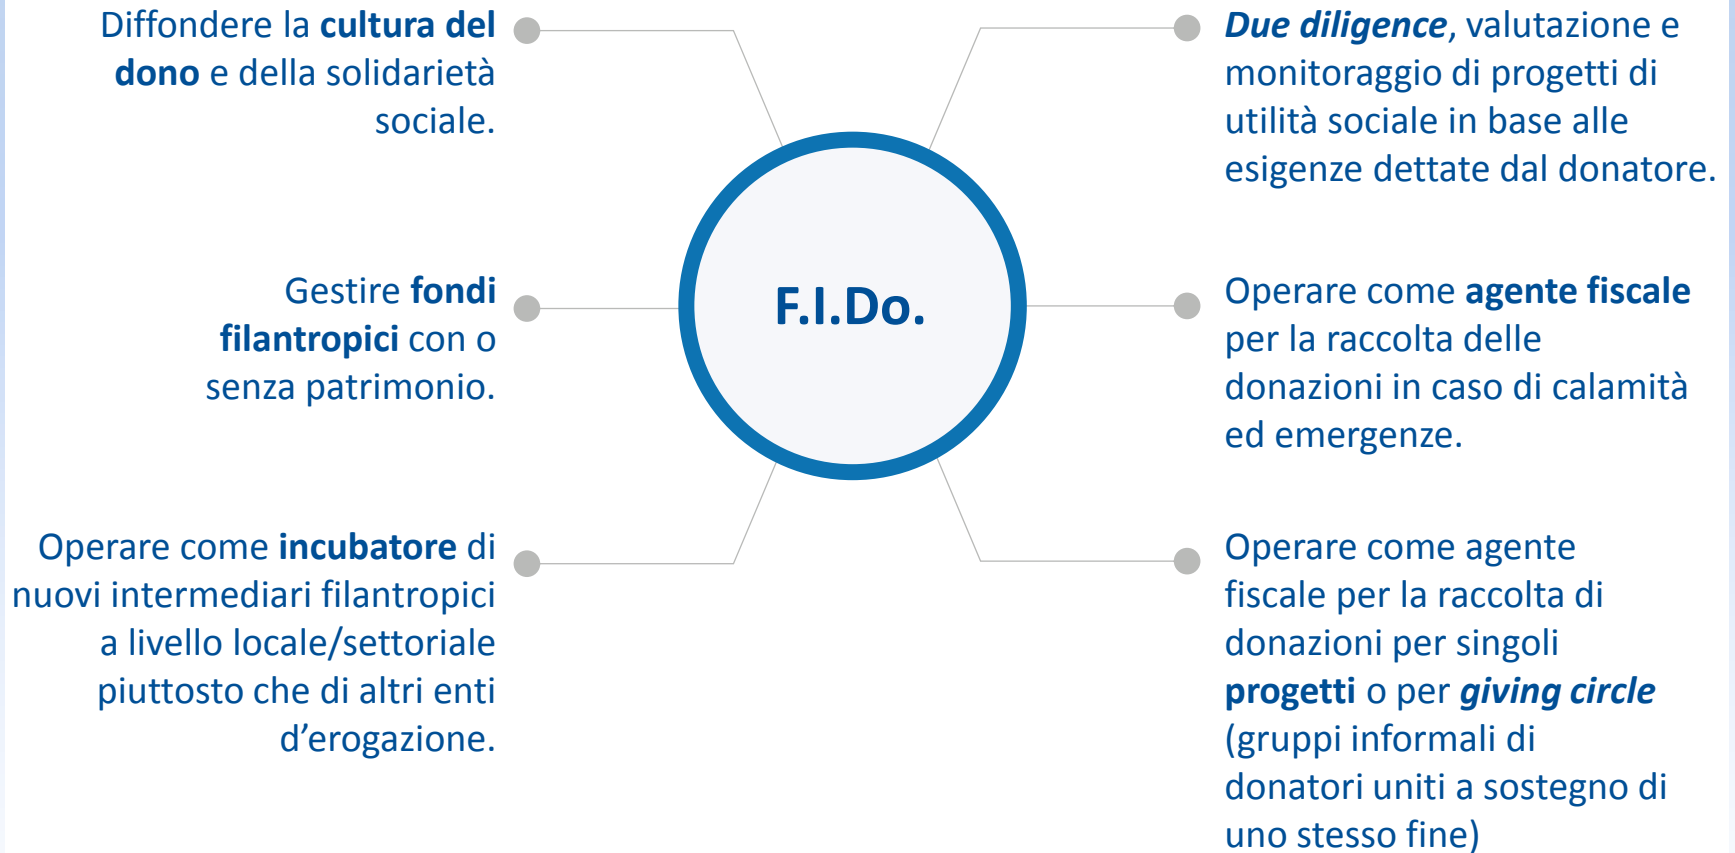 Diffondere la cultura del
dono e della solidarietà
sociale.
Gestire fondi
filantropici con o
senza patrimonio.
Operare come incubatore di
nuovi intermediari filantropici
a livello locale/settoriale
piuttosto che di altri enti
d’erogazione.
F.I.Do.
Due diligence, valutazione e
monitoraggio di progetti di
utilità sociale in base alle
esigenze dettate dal donatore.
Operare come agente fiscale
per la raccolta delle
donazioni in caso di calamità
ed emergenze.
Operare come agente
fiscale per la raccolta di
donazioni per singoli
progetti o per giving circle
(gruppi informali di
donatori uniti a sostegno di
uno stesso fine)